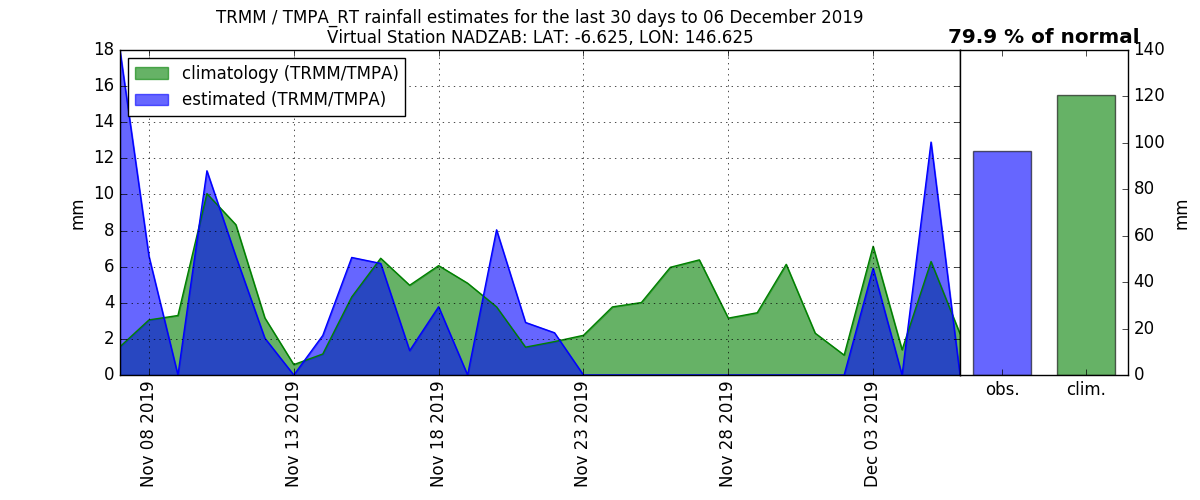 TRMM / TMPA_RT rainfall estimates for the last 30 days to 06 December 2019
Virtual Station NADZAB: LAT: -6.625, LON: 146.625
79.9 % of normal
climatology (TRMM/TMPA)
estimated (TRMM/TMPA)
18
16
14
12
10
8
6
4
2
0
mm
Nov 08 2019
Nov 13 2019
Nov 18 2019
Nov 23 2019
Nov 28 2019
Dec 03 2019
obs.
clim.
140
120
100
80
60
40
20
0
mm